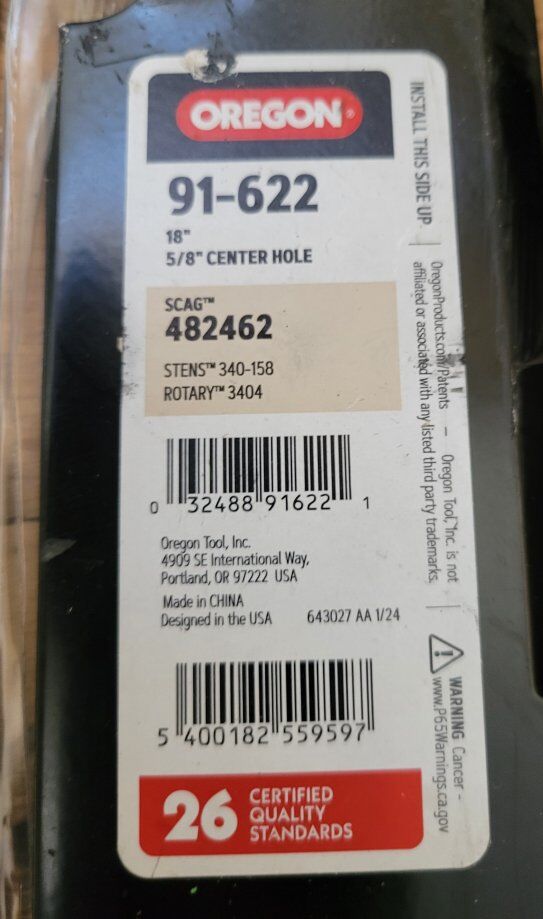 OREGON®
91-622
18"
5/8" CENTER HOLE
SCAG™
482462
STENS™ 340-158
ROTARY™ 3404
0 32488 91622 1
Oregon Tool, Inc.
4909 SE International Way,
Portland, OR 97222 USA
Made in CHINA
Designed in the USA 643027 AA 1/24
5 400182 559597
26 CERTIFIED
QUALITY
STANDARDS
INSTALL THIS SIDE UP
OregonProducts.com/Patents – Oregon Tool, Inc. is not
affiliated or associated with any listed third party trademarks.
WARNING Cancer -
www.P65Warnings.ca.gov